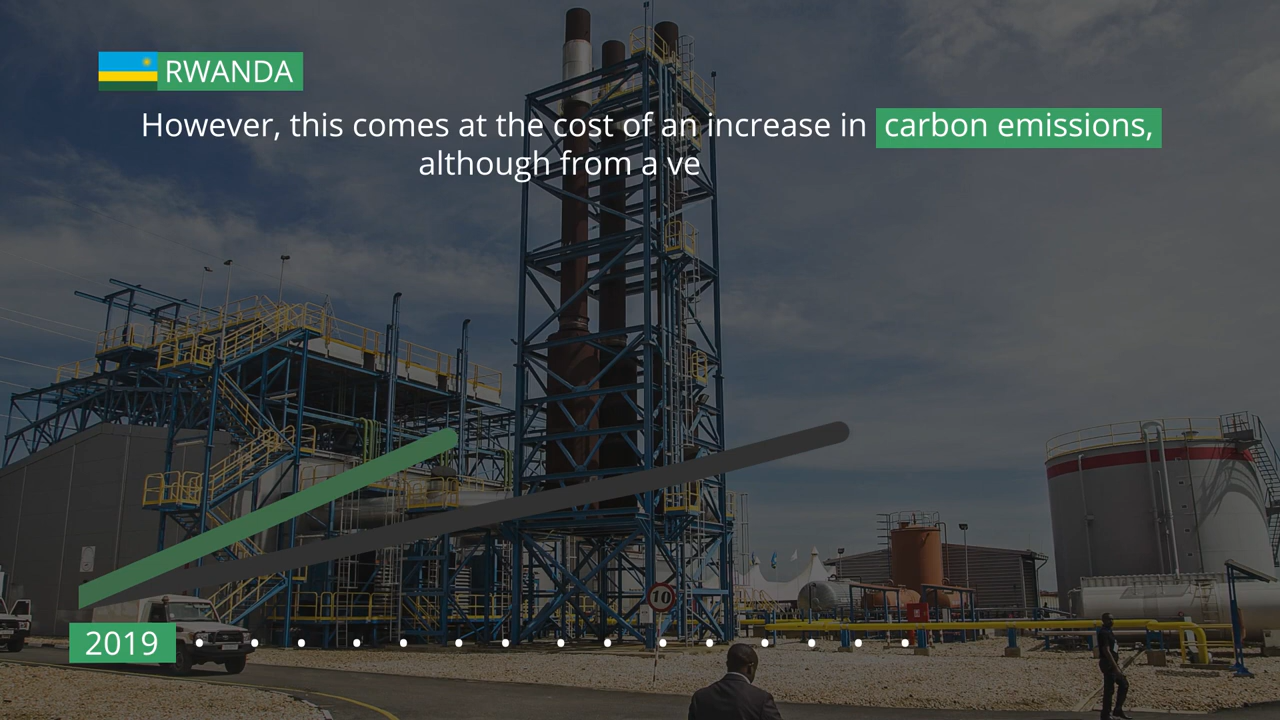 RWANDA
However, this comes at the cost of an increase in carbon emissions,
although from a ve
10
2019